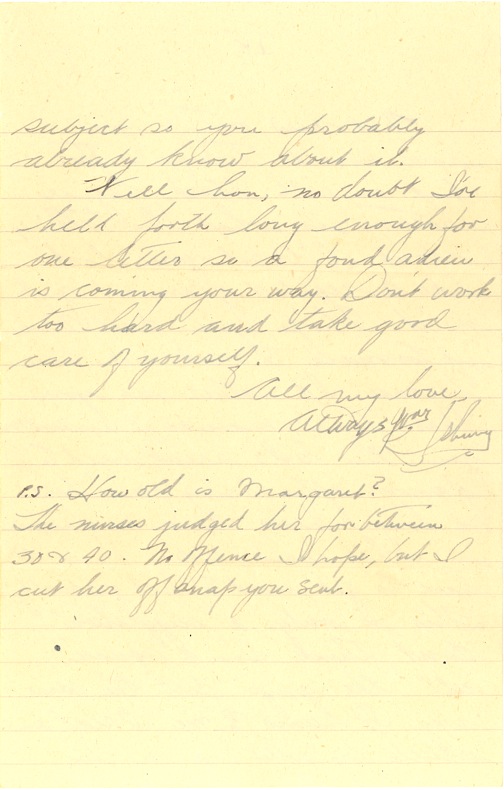 subject so you probably
already know about it.
Well hon, no doubt I've
held forth long enough for
one letter so a fond adieu
is coming your way. Don't work
too hard and take good
care of yourself.
All my love
Always your
P.S. How old is Margaret?
The nurses judged her for between
30 & 40. No offence I hope, but I
cut her off snap you sent.